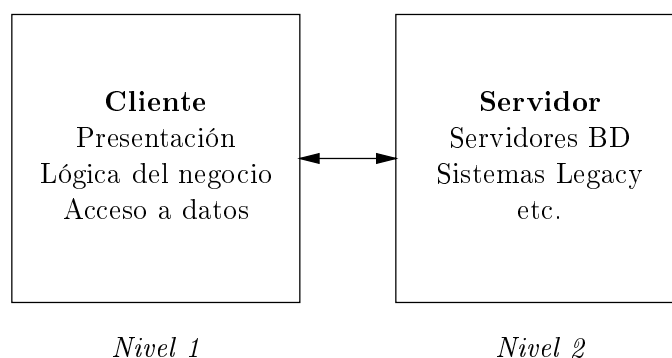 Cliente
Presentación
Lógica del negocio
Acceso a datos
Servidor
Servidores BD
Sistemas Legacy
etc.
Nivel 1
Nivel 2